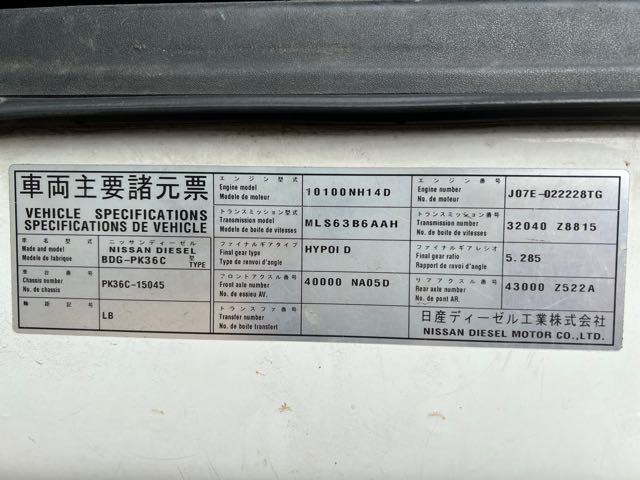 車両主要諸元票
VEHICLE SPECIFICATIONS
SPECIFICATIONS DE VEHICLE
車名型式
Make and model
Modele de fabrique
ニッサンディーゼル
NISSAN DIESEL
BDG-PK36C
型
TYPE
車台番号
Chassis number
No. de chassis
PK36C-15045
軸距記号
LB
エンジン型式
Engine model
Modele de moteur
10100NH14D
エンジン番号
Engine number
No. de moteur
J07E-022228TG
トランスミッション型式
Transmission model
Modele de boite de vitesses
MLS63B6AAH
トランスミッション番号
Transmission number
No. de boite de vitesses
32040 Z8815
ファイナルギアタイプ
Final gear type
Type de renvoi d'angle
HYPOID
ファイナルギアレシオ
Final gear ratio
Rapport de renvoi d'angle
5.285
フロントアクスル番号
Front axle number
No de essieu AV.
40000 NA05D
リアアクスル番号
Rear axle number
No. de pont AR.
43000 Z522A
トランスファ番号
Transfer number
No de boite transfert
日産ディーゼル工業株式会社
NISSAN DIESEL MOTOR CO.,LTD.